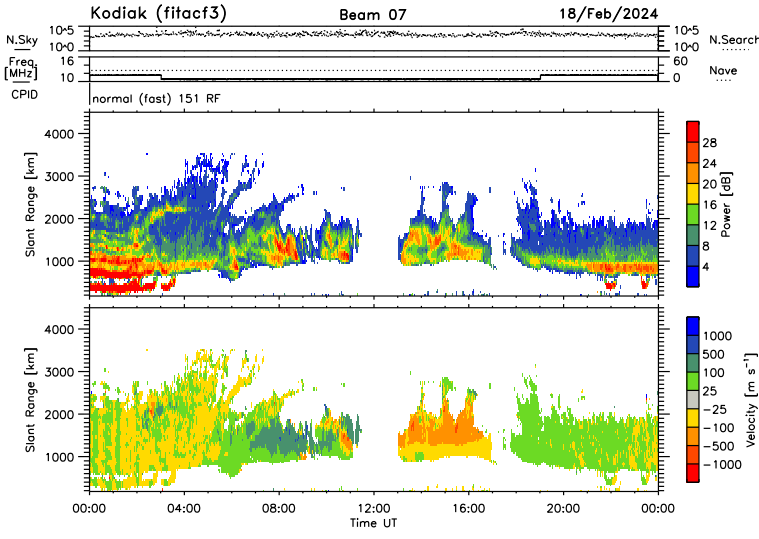 Kodiak (fitacf3) Beam 07 18/Feb/2024
N.Sky 10^5 10^0 10^5 10^0 N.Search
Freq. [MHz] 16 10 60 0 Nave
CPID normal (fast) 151 RF
Slant Range [km] 4000 3000 2000 1000
Power [dB] 28 24 20 16 12 8 4
Slant Range [km] 4000 3000 2000 1000
Velocity [m s⁻¹] 1000 500 100 25 −25 −100 −500 −1000
00:00 04:00 08:00 12:00 16:00 20:00 00:00
Time UT